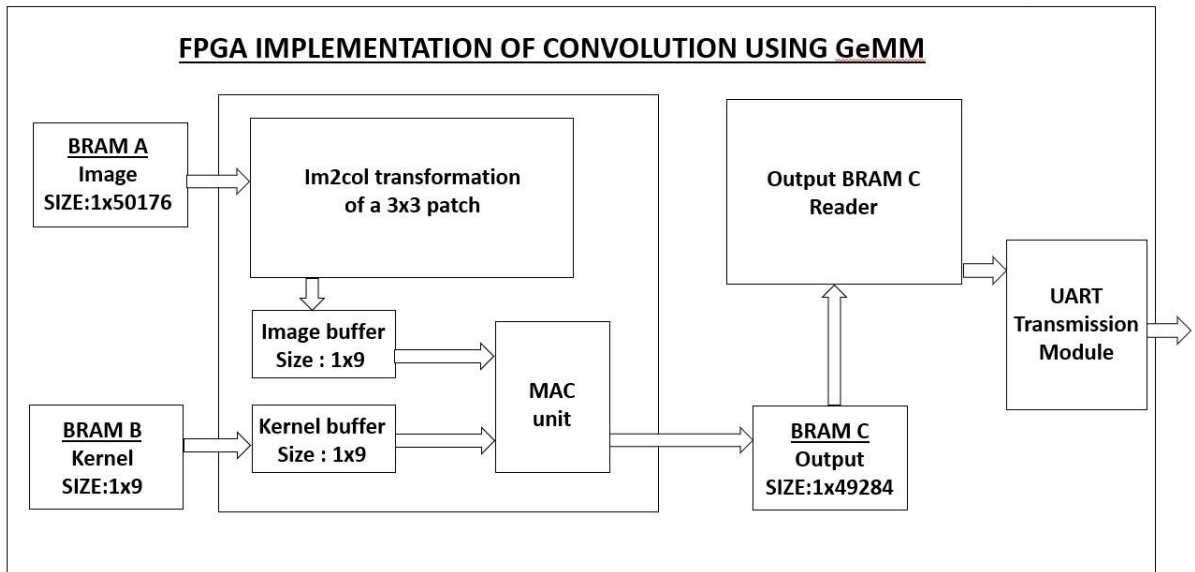 FPGA IMPLEMENTATION OF CONVOLUTION USING GeMM
BRAM A
Image
SIZE:1x50176
Im2col transformation
of a 3x3 patch
Image buffer
Size : 1x9
BRAM B
Kernel
SIZE:1x9
Kernel buffer
Size : 1x9
MAC
unit
BRAM C
Output
SIZE:1x49284
Output BRAM C
Reader
UART
Transmission
Module